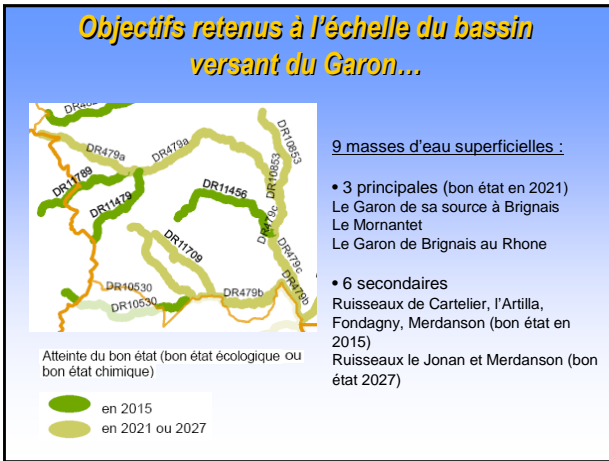 Objectifs retenus à l'échelle du bassin
versant du Garon…
DR479a
DR479a
DR10853
DR10853
DR11789
DR11479
DR11456
DR479c
DR11709
DR479c
DR10530
DR10530
DR479b
DR479b
Atteinte du bon état (bon état écologique ou
bon état chimique)
en 2015
en 2021 ou 2027
9 masses d'eau superficielles :
• 3 principales (bon état en 2021)
Le Garon de sa source à Brignais
Le Mornantet
Le Garon de Brignais au Rhone
• 6 secondaires
Ruisseaux de Cartelier, l'Artilla,
Fondagny, Merdanson (bon état en
2015)
Ruisseaux le Jonan et Merdanson (bon
état 2027)